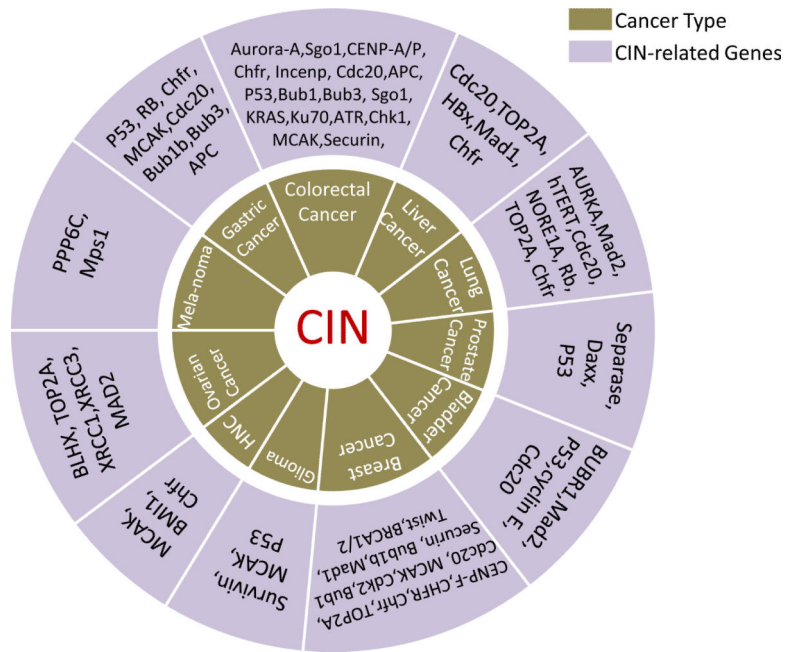 Cancer Type
CIN-related Genes
Aurora-A,Sgo1,CENP-A/P,
Chfr, Incenp, Cdc20,APC,
P53,Bub1,Bub3, Sgo1,
KRAS,Ku70,ATR,Chk1,
MCAK,Securin,
Colorectal
Cancer
Cdc20,TOP2A,
HBx,Mad1,
Chfr
Liver
Cancer
AURKA,Mad2,
hTERT,Cdc20,
NORE1A, Rb,
TOP2A, Chfr
Lung
Cancer
Separase,
Daxx,
P53
Prostate
Cancer
BUBR1,Mad2,
P53,cyclin E,
Cdc20
Bladder
Cancer
CENP-F,CHFR,Chfr,TOP2A,
Cdc20, MCAK,Cdk2,Bub1
Securin, Bub1b,Mad1,
Twist,BRCA1/2
Breast
Cancer
Survivin,
MCAK,
P53
Glioma
MCAK,
BMI1,
Chfr
HNC
BLHX, TOP2A,
XRCC1,XRCC3,
MAD2
Ovarian
Cancer
PPP6C,
Mps1
Mela-noma
P53, RB, Chfr,
MCAK,Cdc20,
Bub1b,Bub3,
APC
Gastric
Cancer
CIN